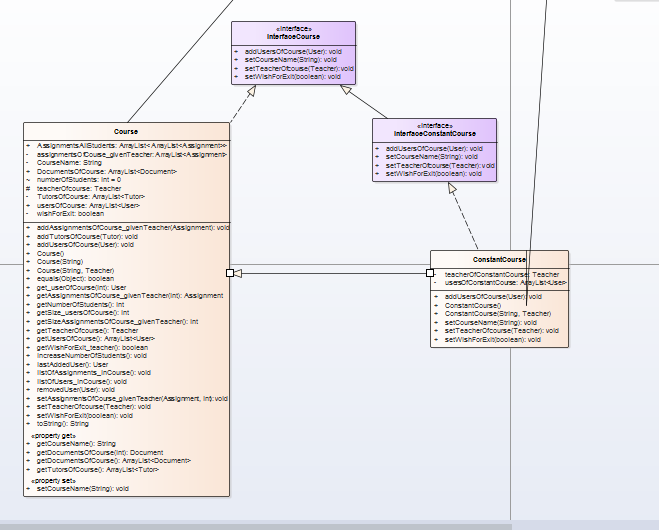 «interface»
InterfaceCourse
+ addUsersOfCourse(User): void
+ setCourseName(String): void
+ setTeacherOfcourse(Teacher): void
+ setWishForExit(boolean): void
«interface»
InterfaceConstantCourse
+ addUsersOfCourse(User): void
+ setCourseName(String): void
+ setTeacherOfcourse(Teacher): void
+ setWishForExit(boolean): void
Course
+ AssignmentsAllStudents: ArrayList<ArrayList<Assignment>>
- assignmentsOfCourse_givenTeacher: ArrayList<Assignment>
- CourseName: String
+ DocumentsOfCourse: ArrayList<Document>
~ numberOfStudents: int = 0
# teacherOfcourse: Teacher
- TutorsOfCourse: ArrayList<Tutor>
+ usersOfCourse: ArrayList<User>
- wishForExit: boolean
+ addAssignmentsOfCourse_givenTeacher(Assignment): void
+ addTutorsOfCourse(Tutor): void
+ addUsersOfCourse(User): void
+ Course()
+ Course(String)
+ Course(String, Teacher)
+ equals(Object): boolean
+ get_userOfCourse(int): User
+ getAssignmentsOfCourse_givenTeacher(int): Assignment
+ getNumberOfStudents(): int
+ getSize_usersOfCourse(): int
+ getSizeAssignmentsOfCourse_givenTeacher(): int
+ getTeacherOfcourse(): Teacher
+ getUsersOfCourse(): ArrayList<User>
+ getWishForExit_teacher(): boolean
+ increaseNumberOfStudents(): void
+ lastAddedUser(): User
+ listOfAssignments_inCourse(): void
+ listOfUsers_inCourse(): void
+ removedUser(User): void
+ setAssignmentsOfCourse_givenTeacher(Assignment, int): void
+ setTeacherOfcourse(Teacher): void
+ setWishForExit(boolean): void
+ toString(): String
«property get»
+ getCourseName(): String
+ getDocumentsOfCourse(int): Document
+ getDocumentsOfCourse(): ArrayList<Document>
+ getTutorsOfCourse(): ArrayList<Tutor>
«property set»
+ setCourseName(String): void
ConstantCourse
- teacherOfConstantCourse: Teacher
- usersOfConstantCourse: ArrayList<User>
+ addUsersOfCourse(User): void
+ ConstantCourse()
+ ConstantCourse(String, Teacher)
+ setCourseName(String): void
+ setTeacherOfcourse(Teacher): void
+ setWishForExit(boolean): void